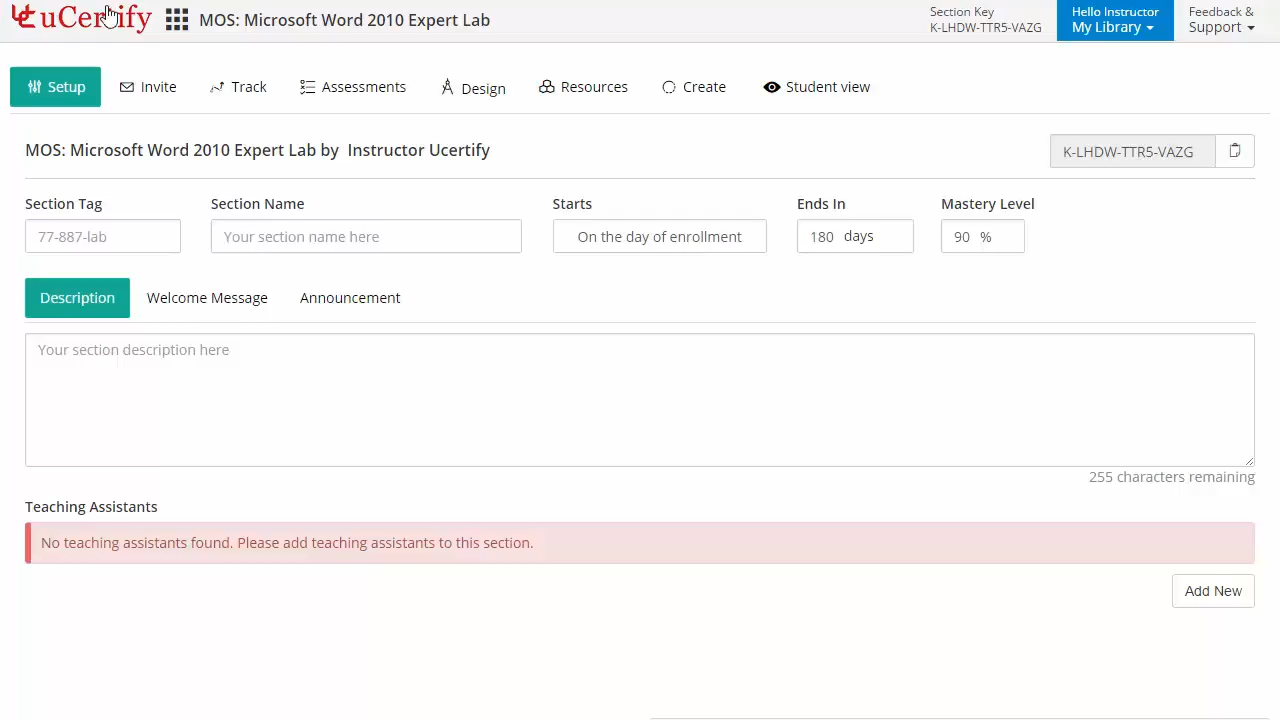 uCertify MOS: Microsoft Word 2010 Expert Lab
Section Key
K-LHDW-TTR5-VAZG
Hello Instructor
My Library
Feedback &
Support
Setup Invite Track Assessments Design Resources Create Student view
MOS: Microsoft Word 2010 Expert Lab by Instructor Ucertify
K-LHDW-TTR5-VAZG
Section Tag Section Name Starts Ends In Mastery Level
77-887-lab Your section name here On the day of enrollment 180 days 90 %
Description Welcome Message Announcement
Your section description here
255 characters remaining
Teaching Assistants
No teaching assistants found. Please add teaching assistants to this section.
Add New